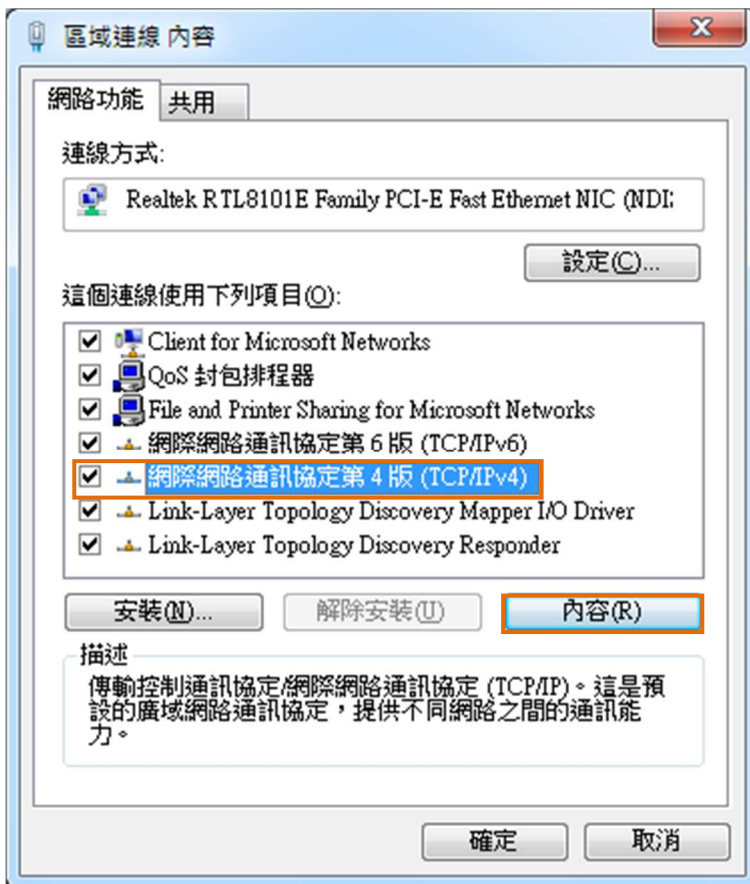 區域連線 內容
網路功能 共用
連線方式:
Realtek RTL8101E Family PCI-E Fast Ethernet NIC (NDI:
設定(C)...
這個連線使用下列項目(O):
Client for Microsoft Networks
QoS 封包排程器
File and Printer Sharing for Microsoft Networks
網際網路通訊協定第 6 版 (TCP/IPv6)
網際網路通訊協定第 4 版 (TCP/IPv4)
Link-Layer Topology Discovery Mapper I/O Driver
Link-Layer Topology Discovery Responder
安裝(N)... 解除安裝(U) 內容(R)
描述
傳輸控制通訊協定/網際網路通訊協定 (TCP/IP)。這是預
設的廣域網路通訊協定，提供不同網路之間的通訊能
力。
確定 取消